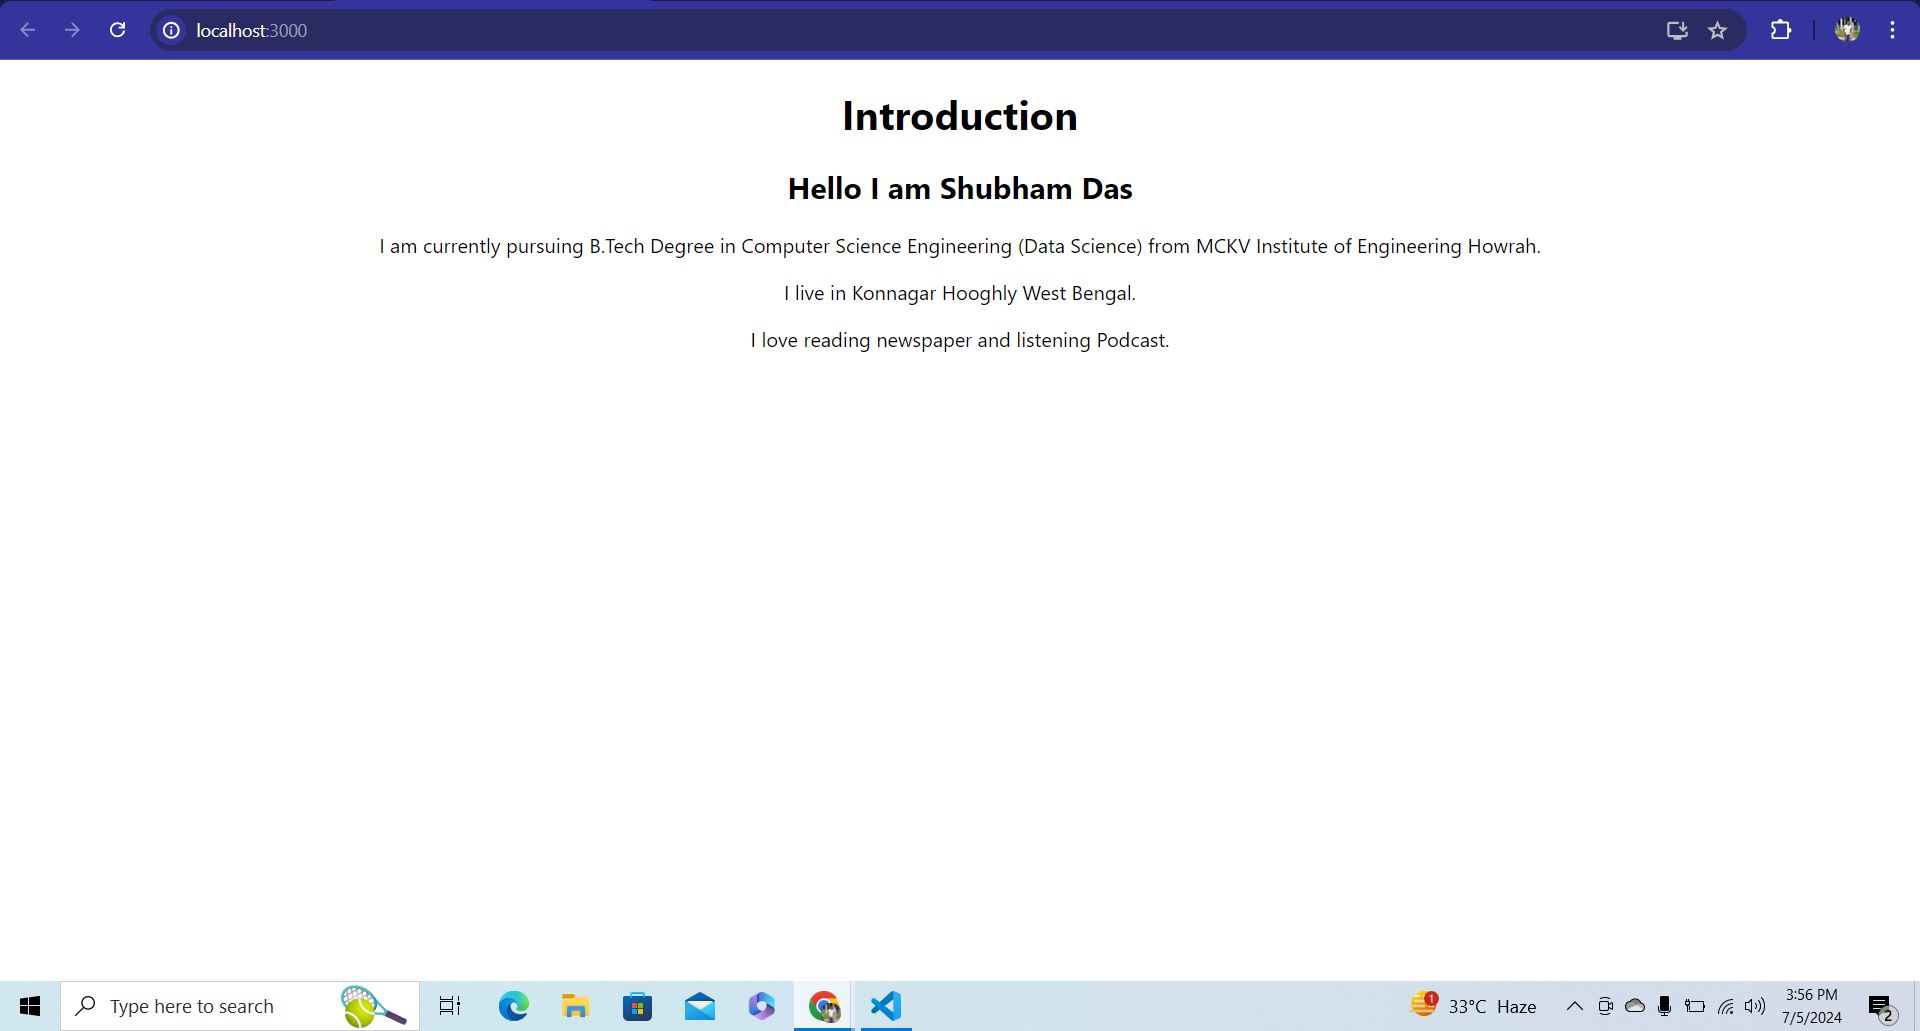 localhost:3000
Introduction
Hello I am Shubham Das
I am currently pursuing B.Tech Degree in Computer Science Engineering (Data Science) from MCKV Institute of Engineering Howrah.
I live in Konnagar Hooghly West Bengal.
I love reading newspaper and listening Podcast.
Type here to search
1
33°C Haze
3:56 PM
7/5/2024
2